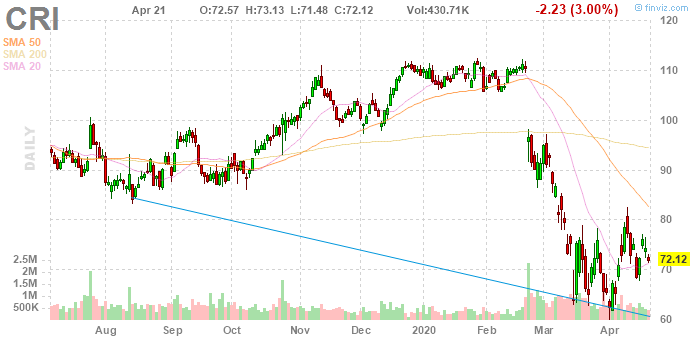 CRI Apr 21 O:72.57 H:73.13 L:71.48 C:72.12 Vol:430.71K -2.23 (3.00%) © finviz.com
SMA 50
SMA 200
SMA 20
DAILY
120
110
100
90
80
72.12
70
60
2.5M
2M
1.5M
1M
500K
Aug Sep Oct Nov Dec 2020 Feb Mar Apr